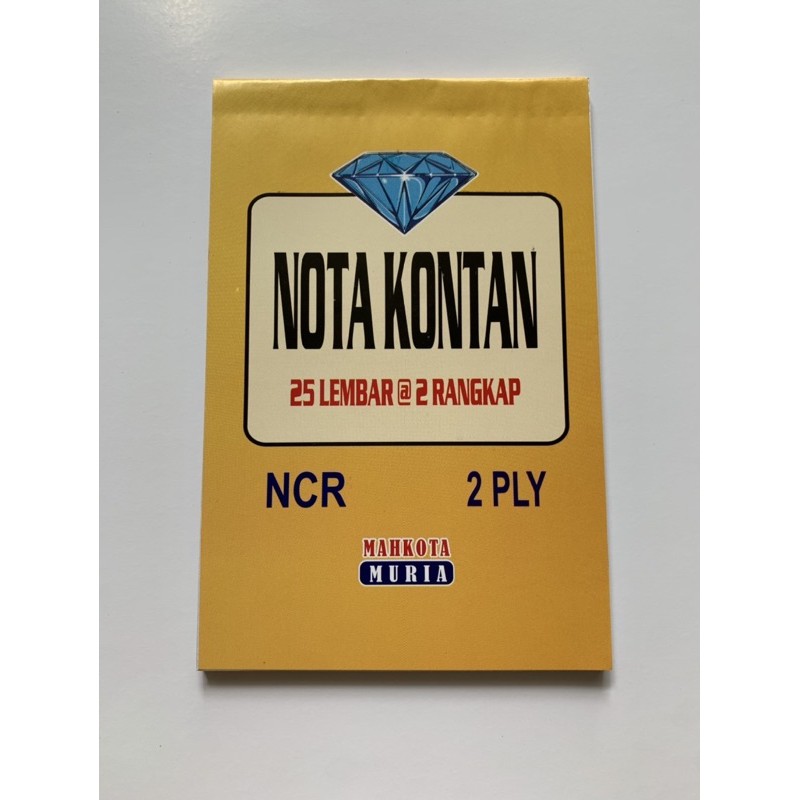 NOTA KONTAN
25 LEMBAR @ 2 RANGKAP
NCR 2 PLY
MAHKOTA
MURIA